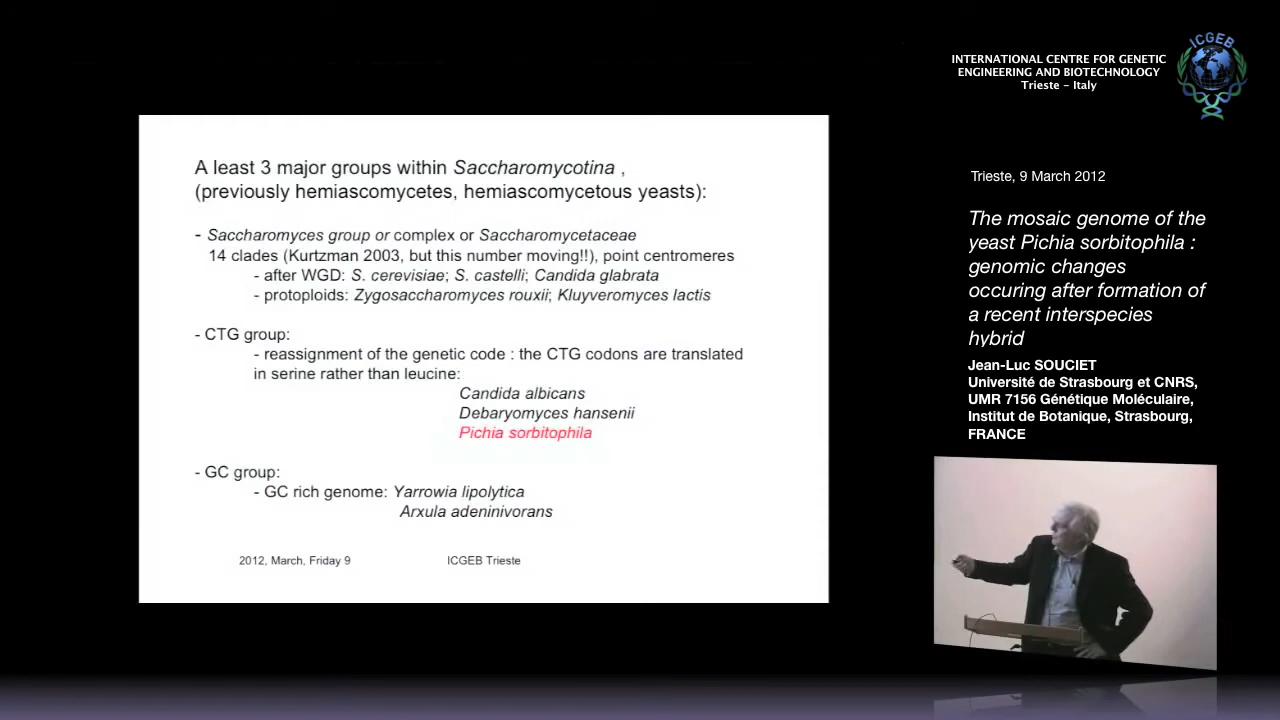 A least 3 major groups within Saccharomycotina ,
(previously hemiascomycetes, hemiascomycetous yeasts):
- Saccharomyces group or complex or Saccharomycetaceae
14 clades (Kurtzman 2003, but this number moving!!), point centromeres
- after WGD: S. cerevisiae; S. castelli; Candida glabrata
- protoploids: Zygosaccharomyces rouxii; Kluyveromyces lactis
- CTG group:
- reassignment of the genetic code : the CTG codons are translated
in serine rather than leucine:
Candida albicans
Debaryomyces hansenii
Pichia sorbitophila
- GC group:
- GC rich genome: Yarrowia lipolytica
Arxula adeninivorans
2012, March, Friday 9 ICGEB Trieste
INTERNATIONAL CENTRE FOR GENETIC
ENGINEERING AND BIOTECHNOLOGY
Trieste - Italy
ICGEB
Trieste, 9 March 2012
The mosaic genome of the
yeast Pichia sorbitophila :
genomic changes
occuring after formation of
a recent interspecies
hybrid
Jean-Luc SOUCIET
Université de Strasbourg et CNRS,
UMR 7156 Génétique Moléculaire,
Institut de Botanique, Strasbourg,
FRANCE